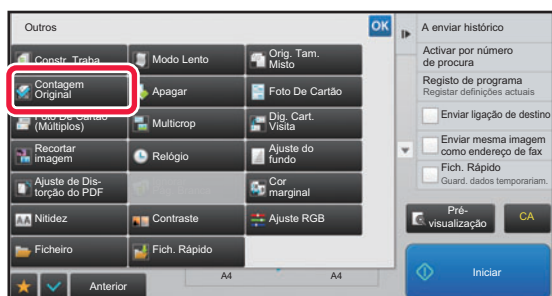 Outros
OK
Constr. Traba
Modo Lento
Orig. Tam.
Misto
Contagem
Original
Apagar
Foto De Cartão
Foto De Cartão
(Múltiplos)
Multicrop
Dig. Cart.
Visita
Recortar
imagem
Relógio
Ajuste do
fundo
Ajuste de Dis-
torção do PDF
Cor
marginal
Nitidez
Contraste
Ajuste RGB
Ficheiro
Fich. Rápido
Anterior
A4
A4
A enviar histórico
Activar por número
de procura
Registo de programa
Registar definições actuais
Enviar ligação de destino
Enviar mesma imagem
como endereço de fax
Fich. Rápido
Guard. dados temporariam.
Pré-
visualização
CA
Iniciar